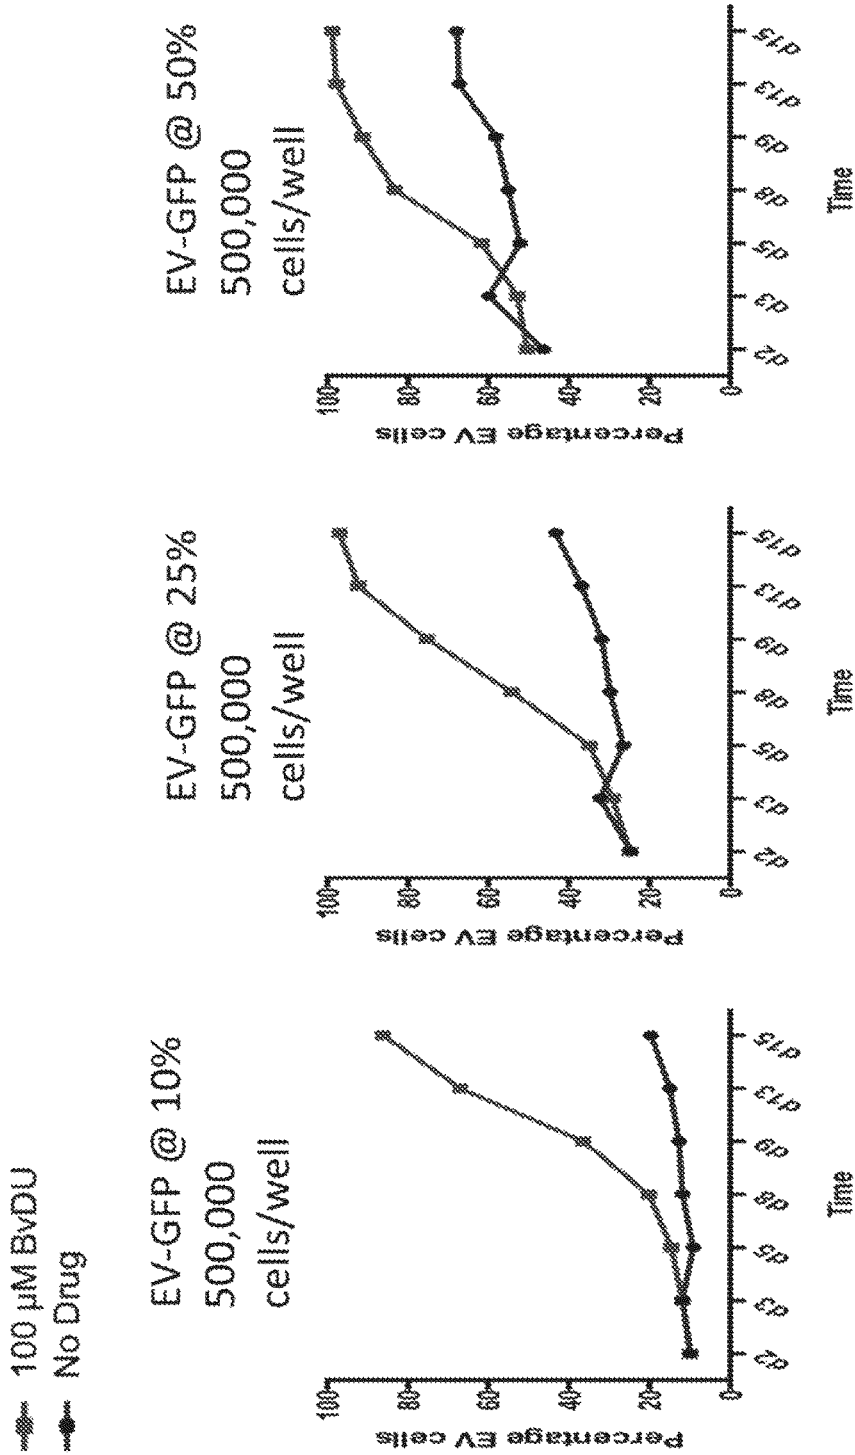 100 µM BvDU
No Drug
EV-GFP @ 10%
500,000
cells/well
Percentage EV cells
100
80
60
40
20
0
d2
d3
d5
d8
d9
d13
d15
Time
EV-GFP @ 25%
500,000
cells/well
Percentage EV cells
100
80
60
40
20
0
d2
d3
d5
d8
d9
d13
d15
Time
EV-GFP @ 50%
500,000
cells/well
Percentage EV cells
100
80
60
40
20
0
d2
d3
d5
d8
d9
d13
d15
Time